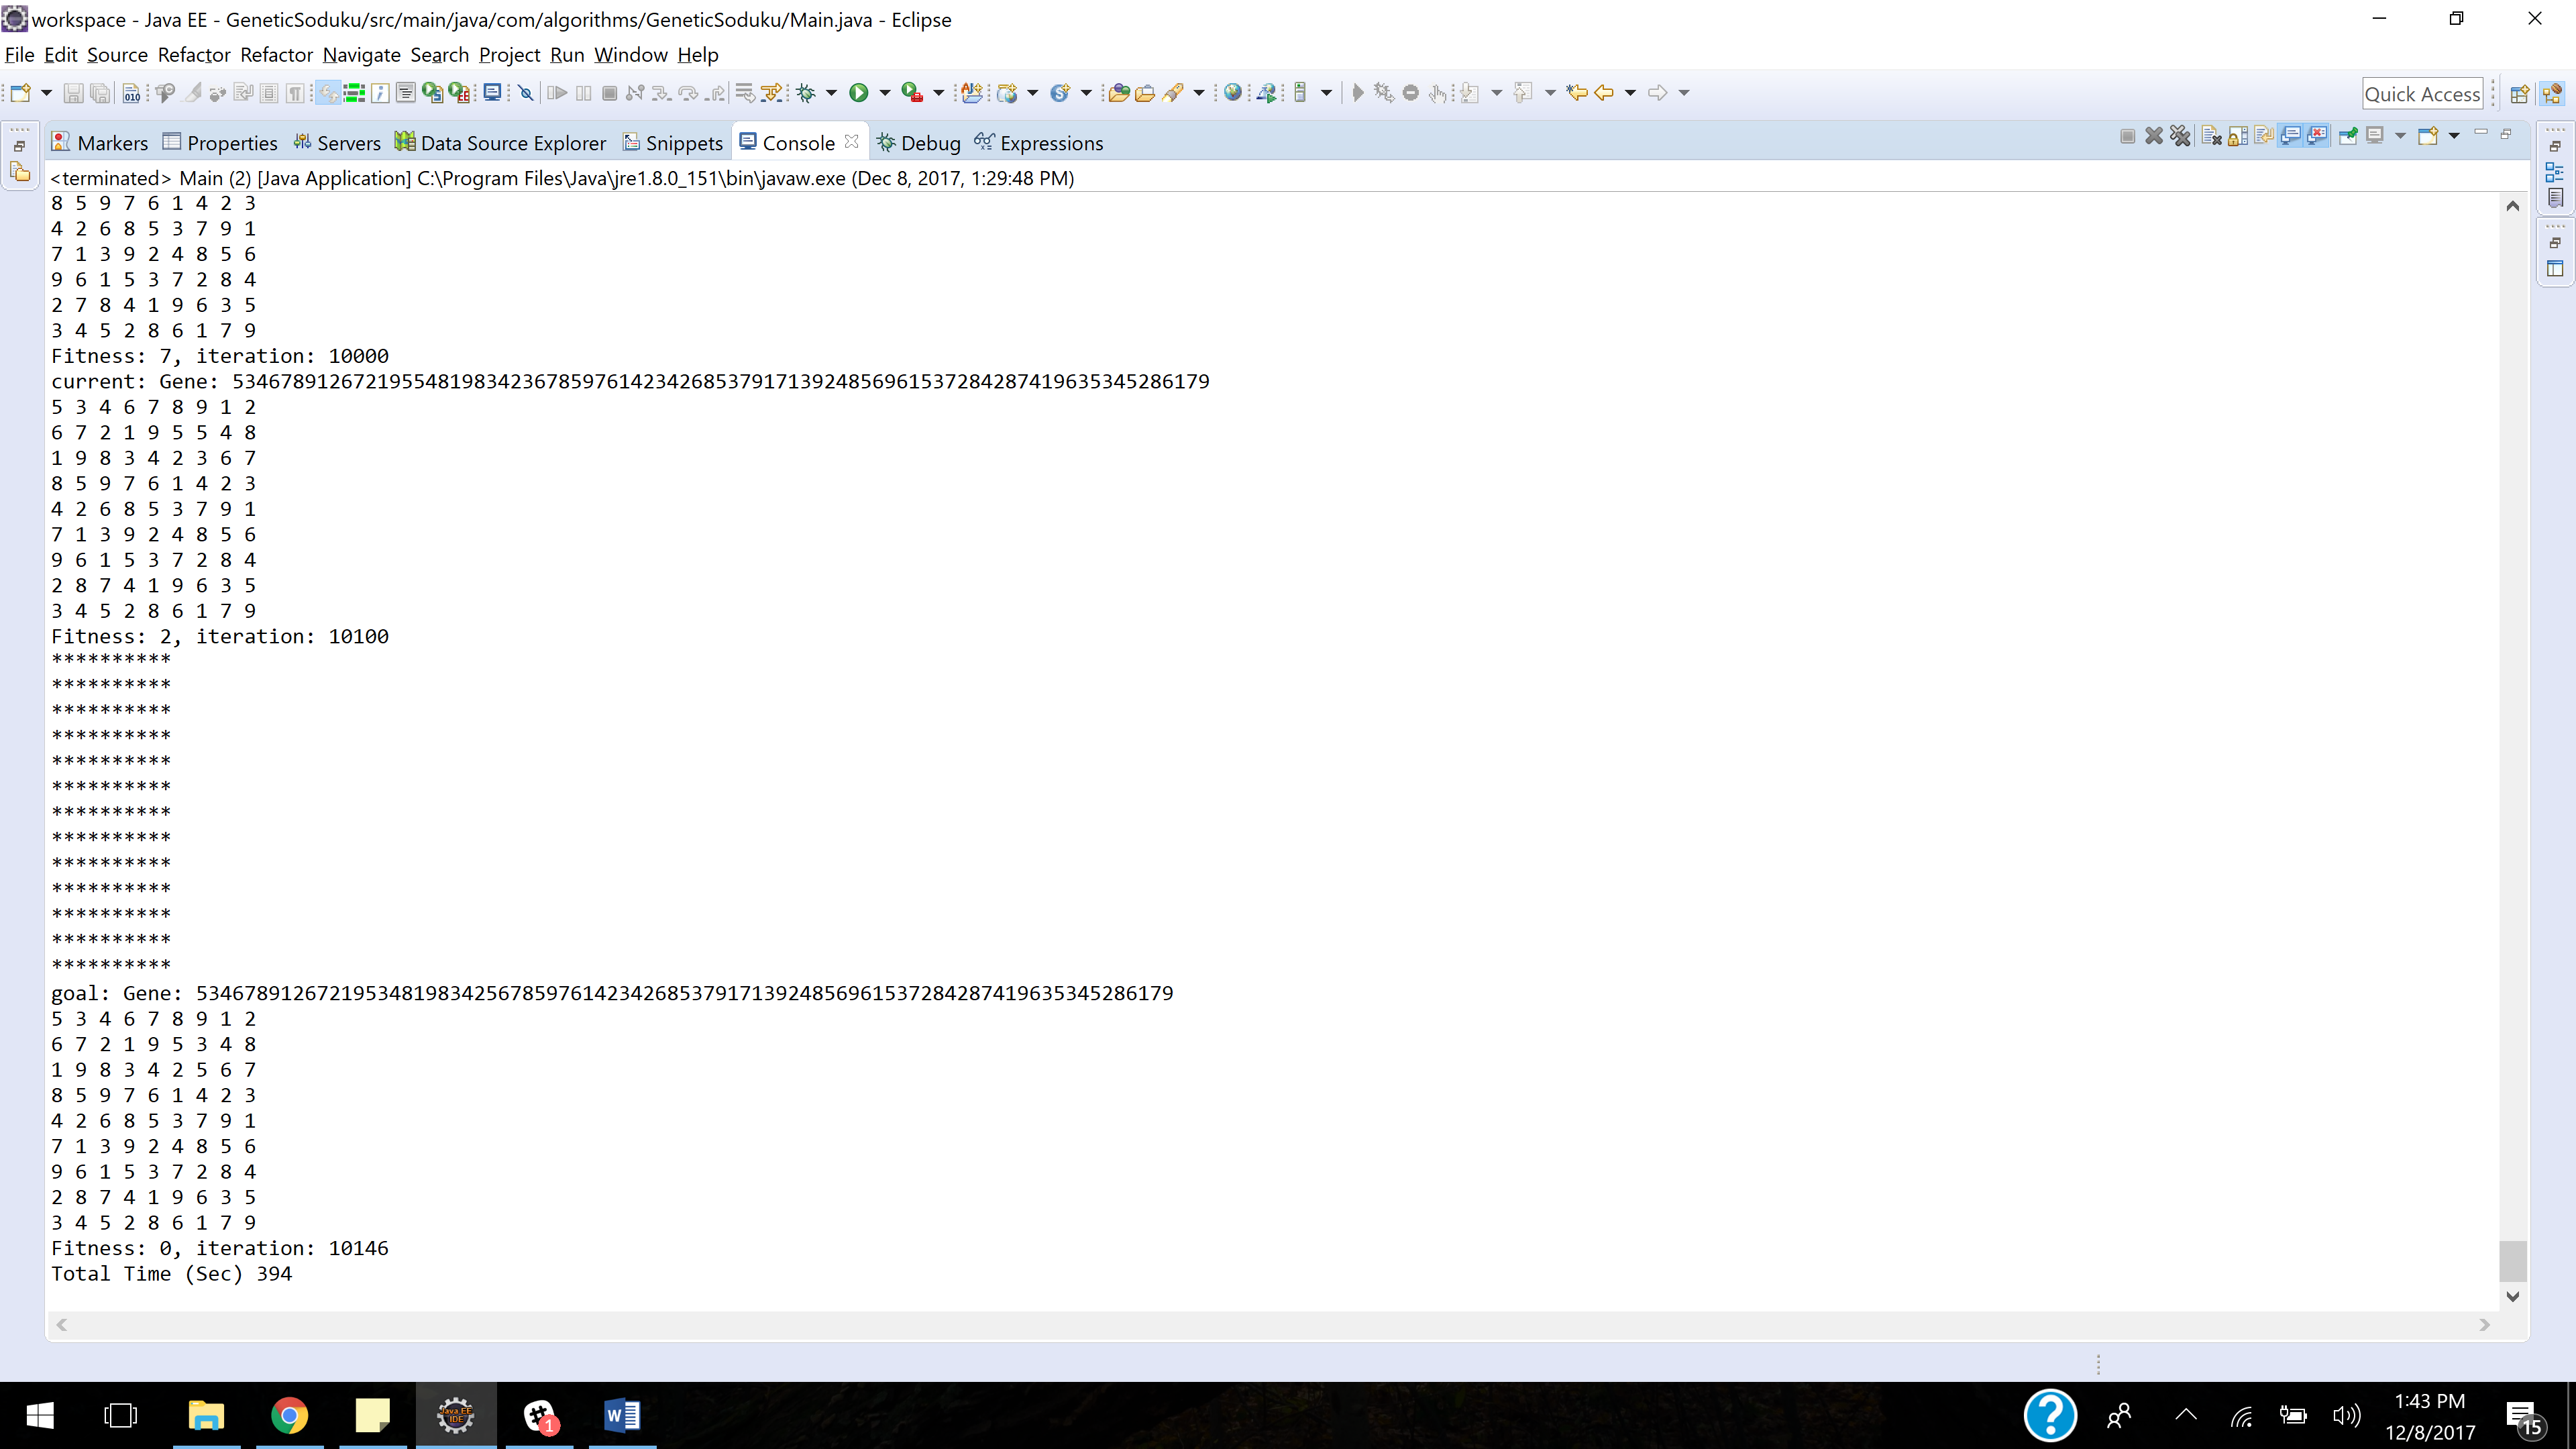 workspace - Java EE - GeneticSoduku/src/main/java/com/algorithms/GeneticSoduku/Main.java - Eclipse
File Edit Source Refactor Refactor Navigate Search Project Run Window Help
Quick Access
Markers Properties Servers Data Source Explorer Snippets Console Debug Expressions
<terminated> Main (2) [Java Application] C:\Program Files\Java\jre1.8.0_151\bin\javaw.exe (Dec 8, 2017, 1:29:48 PM)
8 5 9 7 6 1 4 2 3
4 2 6 8 5 3 7 9 1
7 1 3 9 2 4 8 5 6
9 6 1 5 3 7 2 8 4
2 7 8 4 1 9 6 3 5
3 4 5 2 8 6 1 7 9
Fitness: 7, iteration: 10000
current: Gene: 534678912672195548198342367859761423426853791713924856961537284287419635345286179
5 3 4 6 7 8 9 1 2
6 7 2 1 9 5 5 4 8
1 9 8 3 4 2 3 6 7
8 5 9 7 6 1 4 2 3
4 2 6 8 5 3 7 9 1
7 1 3 9 2 4 8 5 6
9 6 1 5 3 7 2 8 4
2 8 7 4 1 9 6 3 5
3 4 5 2 8 6 1 7 9
Fitness: 2, iteration: 10100
**********
**********
**********
**********
**********
**********
**********
**********
**********
**********
**********
**********
**********
goal: Gene: 534678912672195348198342567859761423426853791713924856961537284287419635345286179
5 3 4 6 7 8 9 1 2
6 7 2 1 9 5 3 4 8
1 9 8 3 4 2 5 6 7
8 5 9 7 6 1 4 2 3
4 2 6 8 5 3 7 9 1
7 1 3 9 2 4 8 5 6
9 6 1 5 3 7 2 8 4
2 8 7 4 1 9 6 3 5
3 4 5 2 8 6 1 7 9
Fitness: 0, iteration: 10146
Total Time (Sec) 394
1:43 PM
12/8/2017
15
1